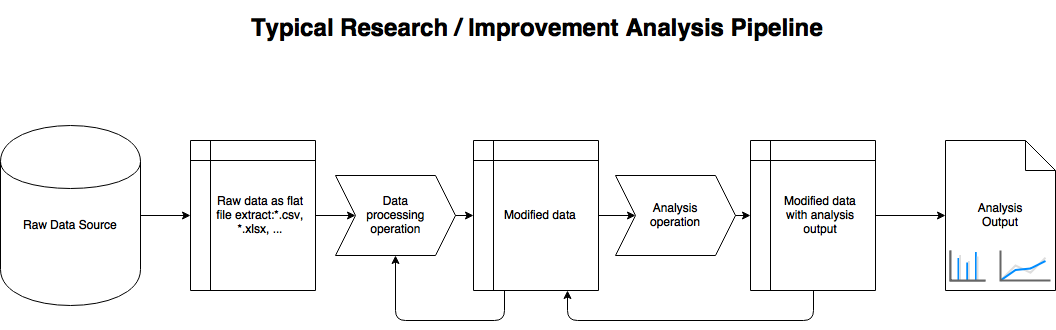 Typical Research / Improvement Analysis Pipeline
Raw Data Source
Raw data as flat
file extract:*.csv,
*.xlsx, ...
Data
processing
operation
Modified data
Analysis
operation
Modified data
with analysis
output
Analysis
Output